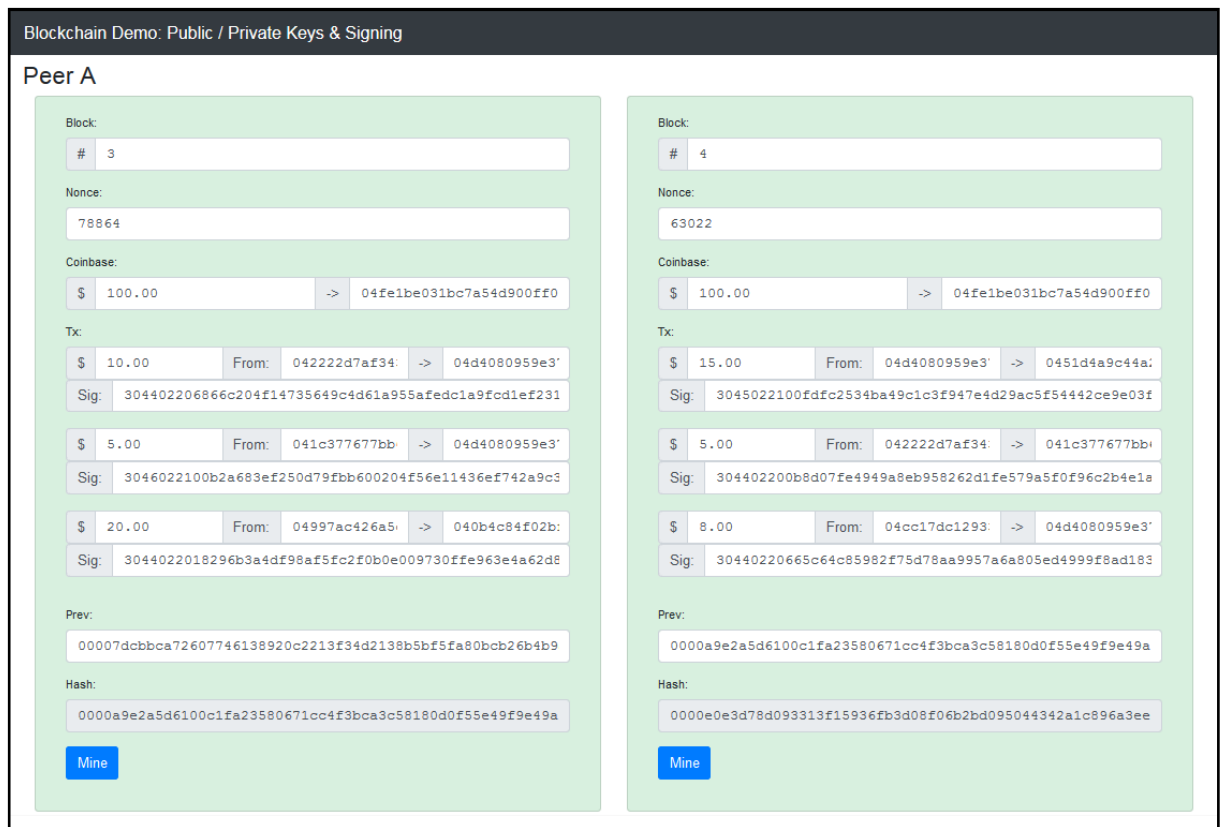 Blockchain Demo: Public / Private Keys & Signing
Peer A
Block:
# 3
Nonce:
78864
Coinbase:
$ 100.00 -> 04fe1be031bc7a54d900ff0
Tx:
$ 10.00 From: 042222d7af34 -> 04d4080959e3
Sig: 304402206866c204f14735649c4d61a955afedc1a9fcd1ef231
$ 5.00 From: 041c377677bb -> 04d4080959e3
Sig: 3046022100b2a683ef250d79fbb600204f56e11436ef742a9c3
$ 20.00 From: 04997ac426a5 -> 040b4c84f02b
Sig: 3044022018296b3a4df98af5fc2f0b0e009730ffe963e4a62d8
Prev:
00007dcbbca72607746138920c2213f34d2138b5bf5fa80bcb26b4b9
Hash:
0000a9e2a5d6100c1fa23580671cc4f3bca3c58180d0f55e49f9e49a
Mine
Block:
# 4
Nonce:
63022
Coinbase:
$ 100.00 -> 04fe1be031bc7a54d900ff0
Tx:
$ 15.00 From: 04d4080959e3 -> 0451d4a9c44a
Sig: 3045022100fdfc2534ba49c1c3f947e4d29ac5f54442ce9e03f
$ 5.00 From: 042222d7af34 -> 041c377677bb
Sig: 304402200b8d07fe4949a8eb958262d1fe579a5f0f96c2b4e1a
$ 8.00 From: 04cc17dc1293 -> 04d4080959e3
Sig: 30440220665c64c85982f75d78aa9957a6a805ed4999f8ad183
Prev:
0000a9e2a5d6100c1fa23580671cc4f3bca3c58180d0f55e49f9e49a
Hash:
0000e0e3d78d093313f15936fb3d08f06b2bd095044342a1c896a3ee
Mine